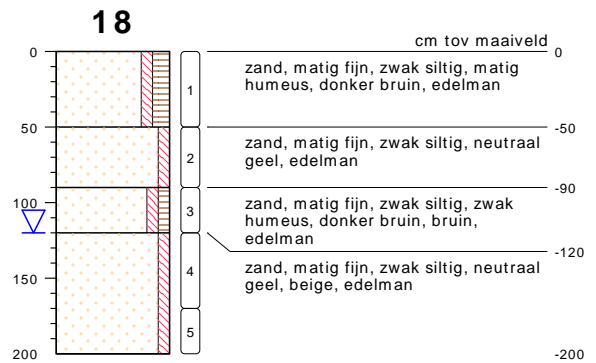 18
cm tov maaiveld
0
0
zand, matig fijn, zwak siltig, matig
humeus, donker bruin, edelman
1
50
-50
zand, matig fijn, zwak siltig, neutraal
geel, edelman
2
-90
zand, matig fijn, zwak siltig, zwak
humeus, donker bruin, bruin,
edelman
100
3
-120
zand, matig fijn, zwak siltig, neutraal
geel, beige, edelman
4
150
5
200
-200